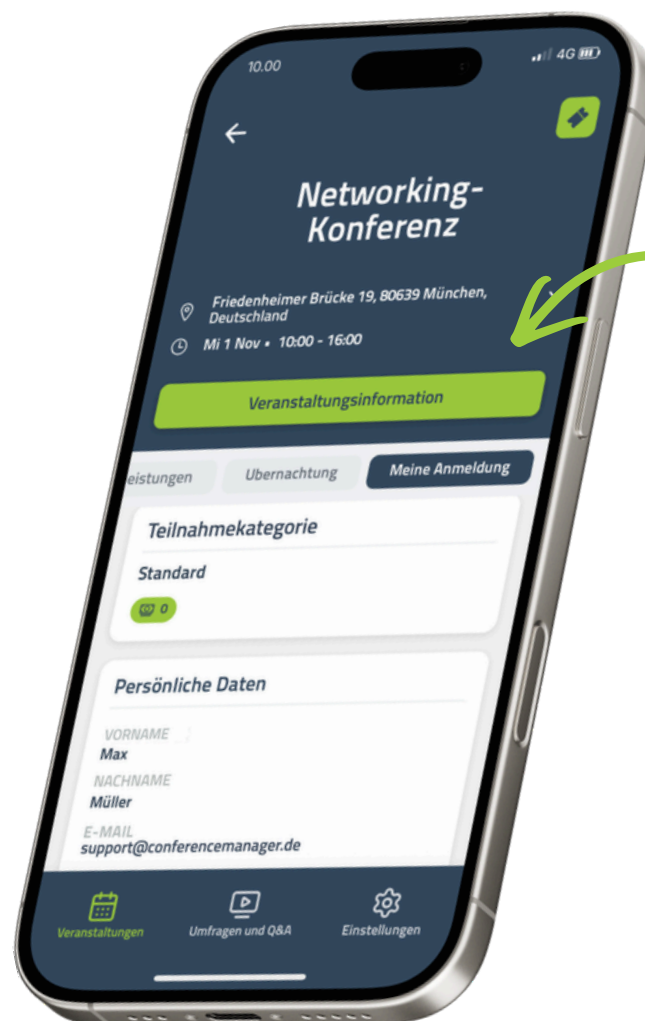 10.00
4G
Networking-
Konferenz
Friedenheimer Brücke 19, 80639 München,
Deutschland
Mi 1 Nov • 10:00 - 16:00
Veranstaltungsinformation
eistungen
Ubernachtung
Meine Anmeldung
Teilnahmekategorie
Standard
0
Persönliche Daten
VORNAME
Max
NACHNAME
Müller
E-MAIL
support@conferencemanager.de
Veranstaltungen
Umfragen und Q&A
Einstellungen